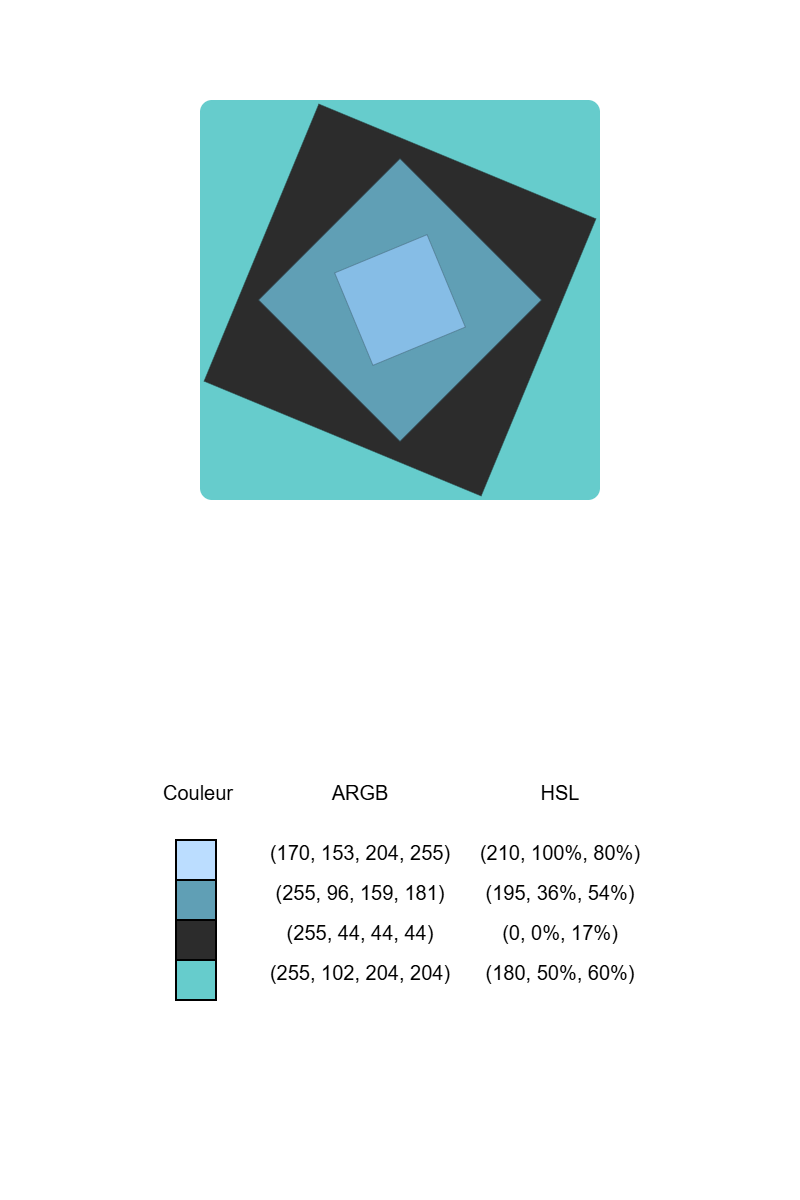 Couleur ARGB HSL
(170, 153, 204, 255) (210, 100%, 80%)
(255, 96, 159, 181) (195, 36%, 54%)
(255, 44, 44, 44) (0, 0%, 17%)
(255, 102, 204, 204) (180, 50%, 60%)